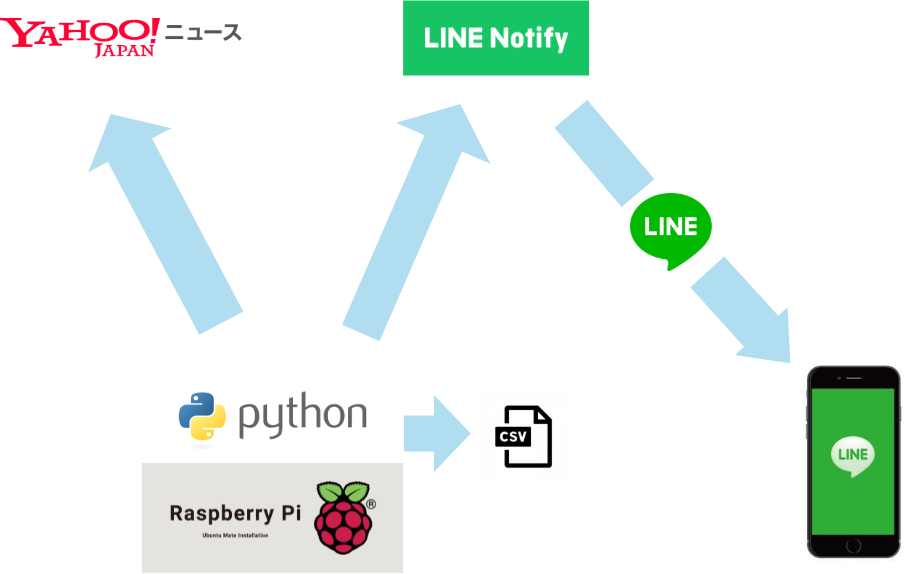 YAHOO! ニュース
JAPAN
LINE Notify
LINE
python
CSV
Raspberry Pi ®
Ubuntu Mate Installation
LINE